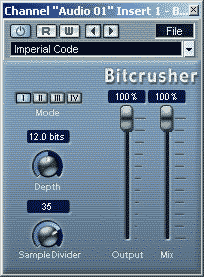 Channel "Audio 01" Insert 1 - B...
R W File
Imperial Code
Bitcrusher
I II III IV
Mode
100 % 100 %
12.0 bits
Depth
35
Sample Divider Output Mix